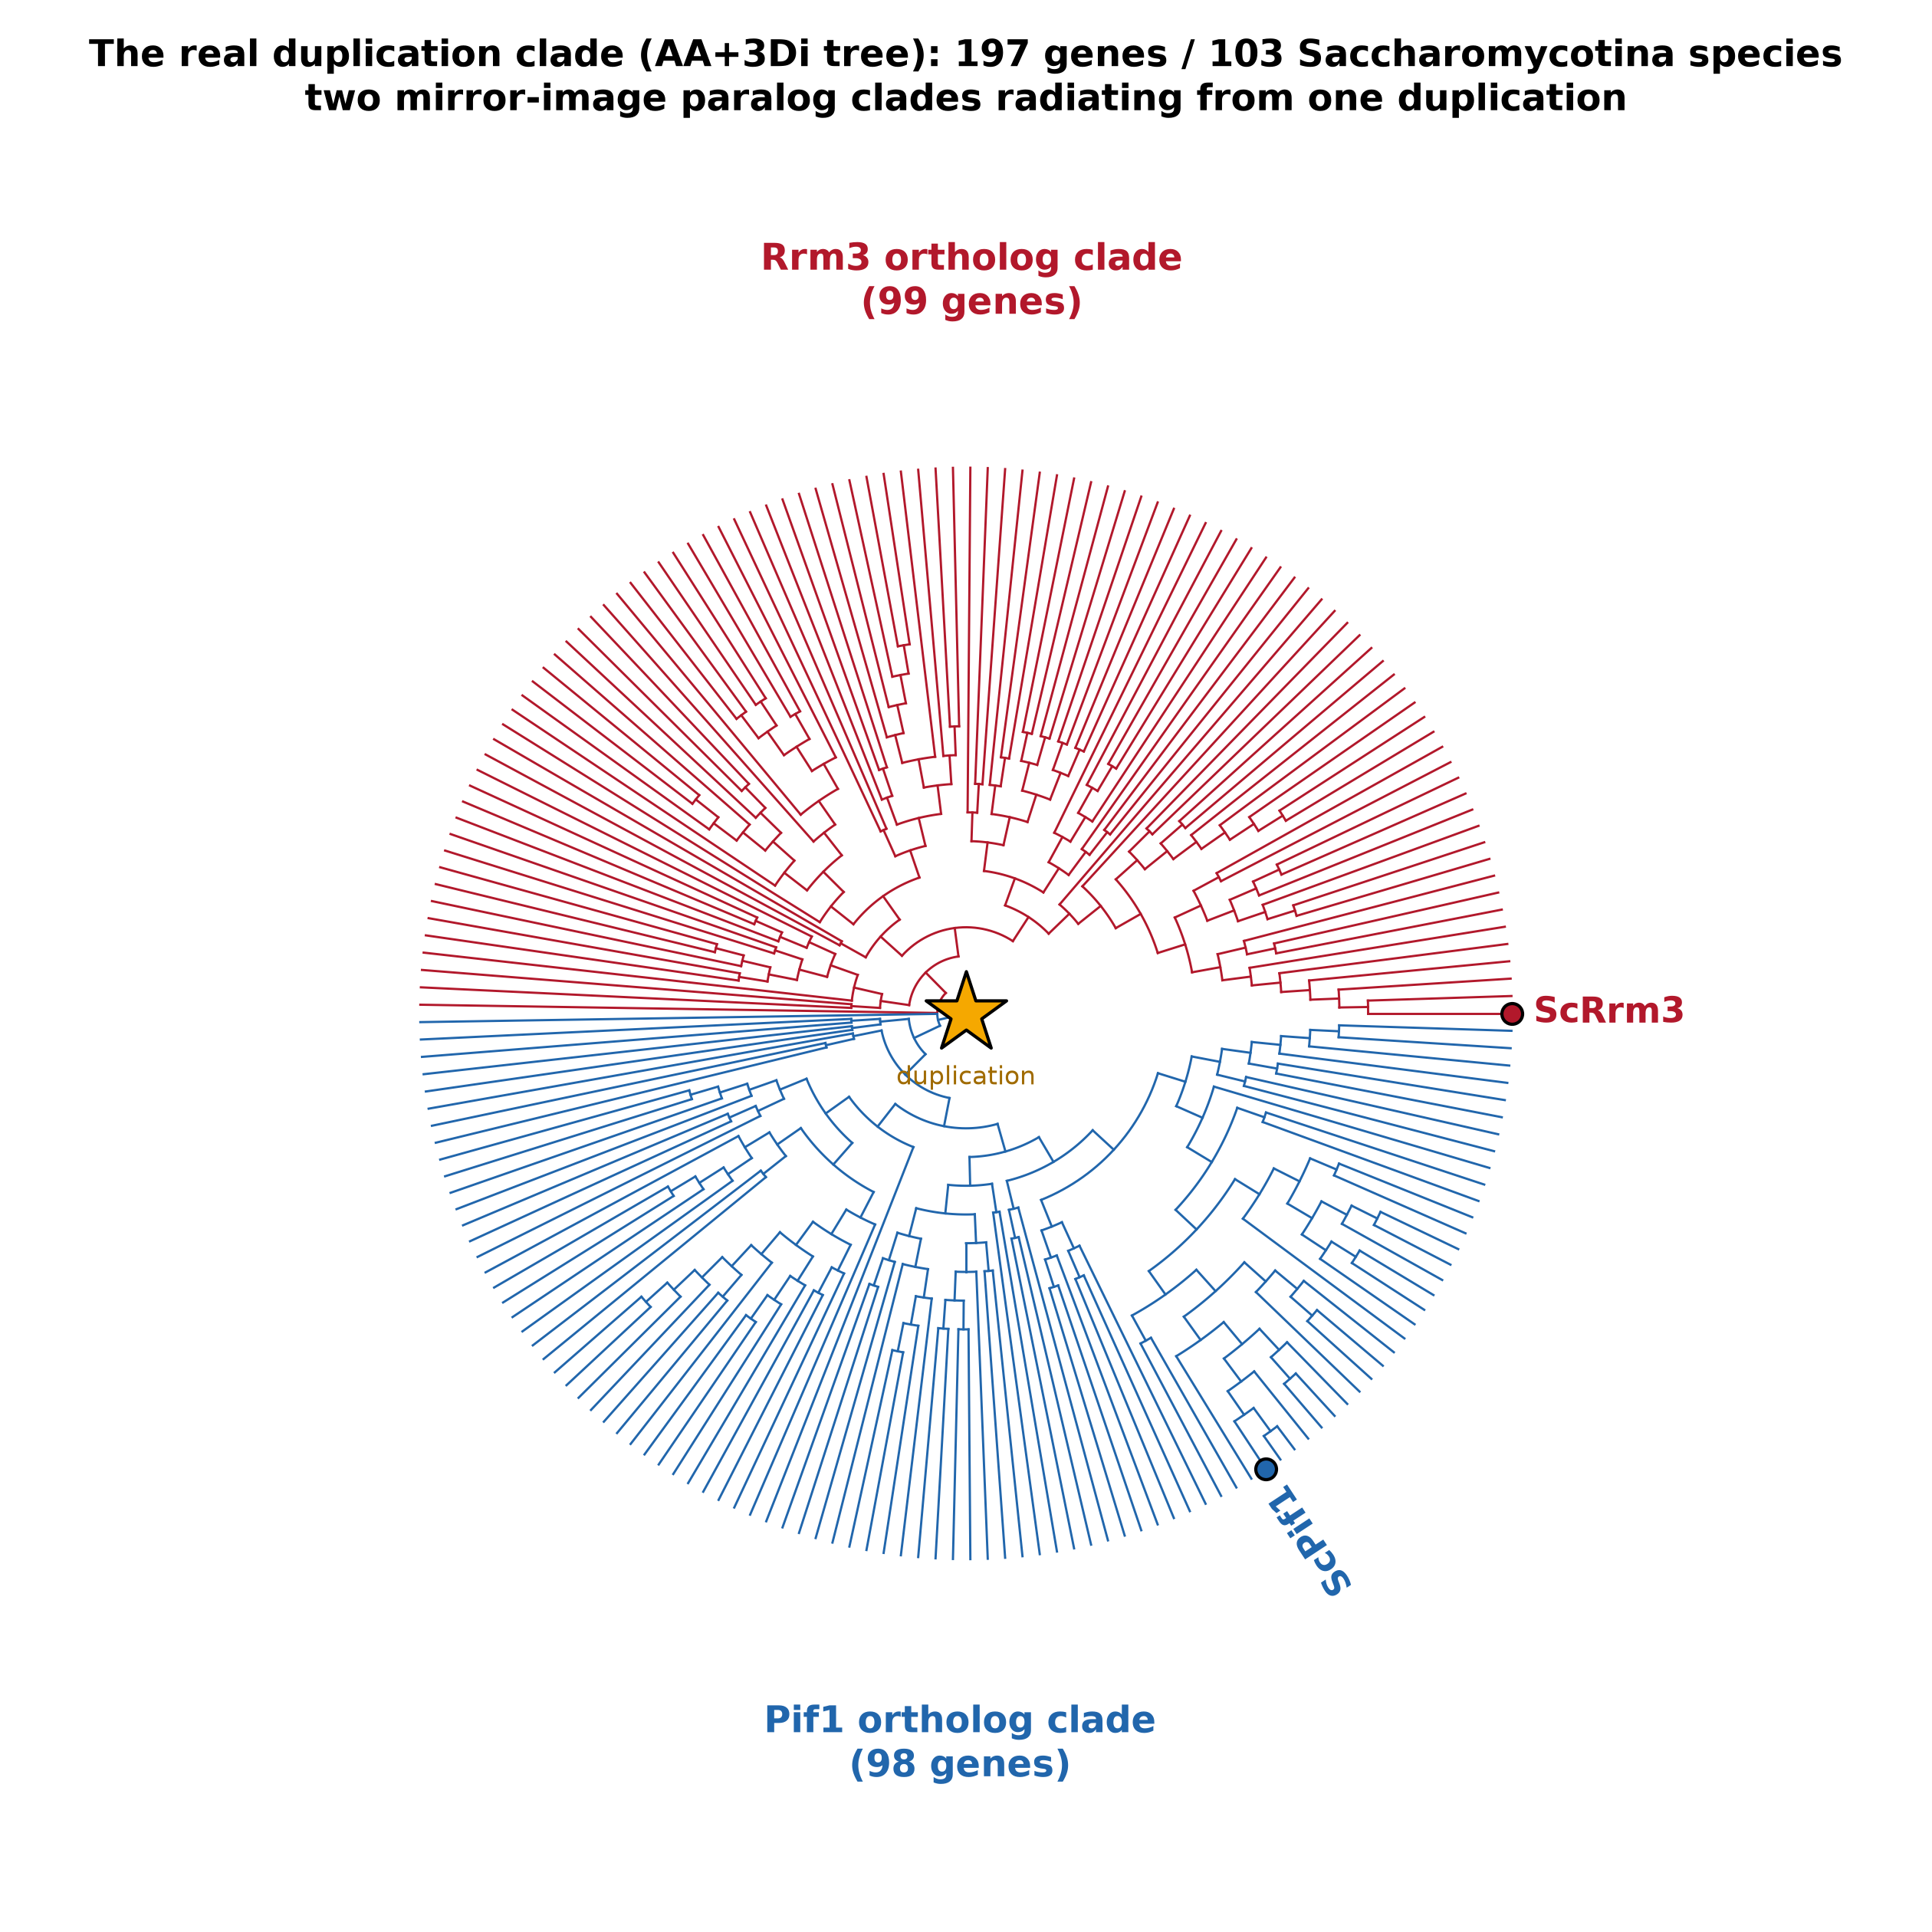 The real duplication clade (AA+3Di tree): 197 genes / 103 Saccharomycotina species
two mirror-image paralog clades radiating from one duplication
Rrm3 ortholog clade
(99 genes)
ScRrm3
duplication
ScPif1
Pif1 ortholog clade
(98 genes)